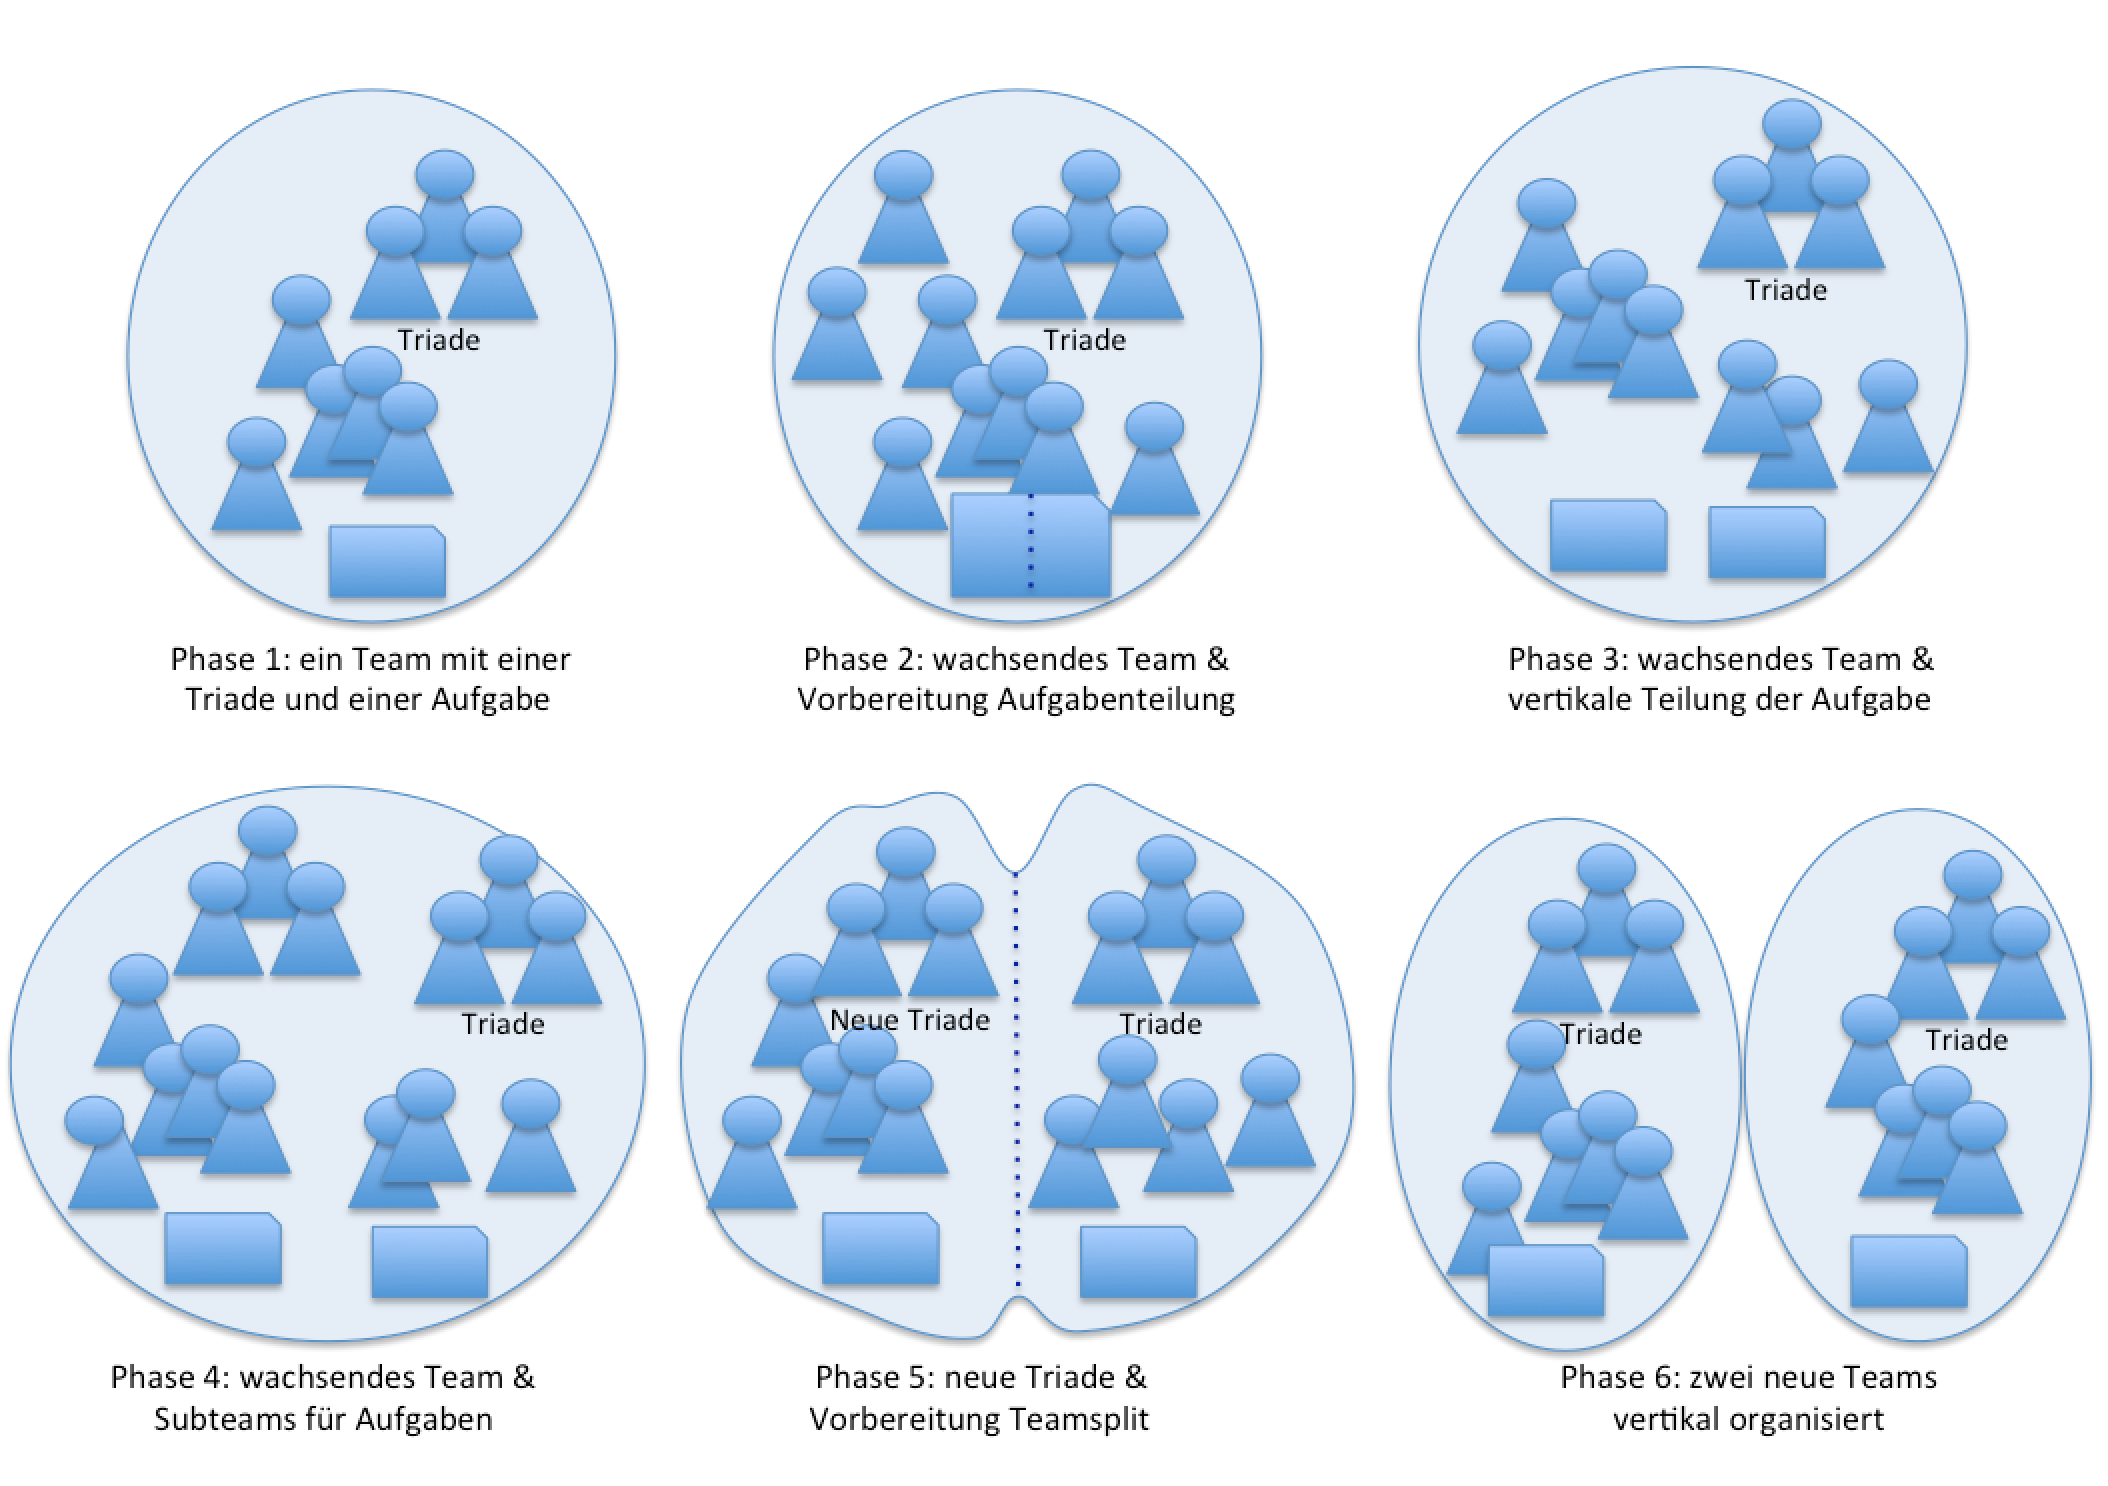 Triade
Phase 1: ein Team mit einer
Triade und einer Aufgabe
Triade
Phase 2: wachsendes Team &
Vorbereitung Aufgabenteilung
Triade
Phase 3: wachsendes Team &
vertikale Teilung der Aufgabe
Triade
Phase 4: wachsendes Team &
Subteams für Aufgaben
Neue Triade
Triade
Phase 5: neue Triade &
Vorbereitung Teamsplit
Triade
Triade
Phase 6: zwei neue Teams
vertikal organisiert